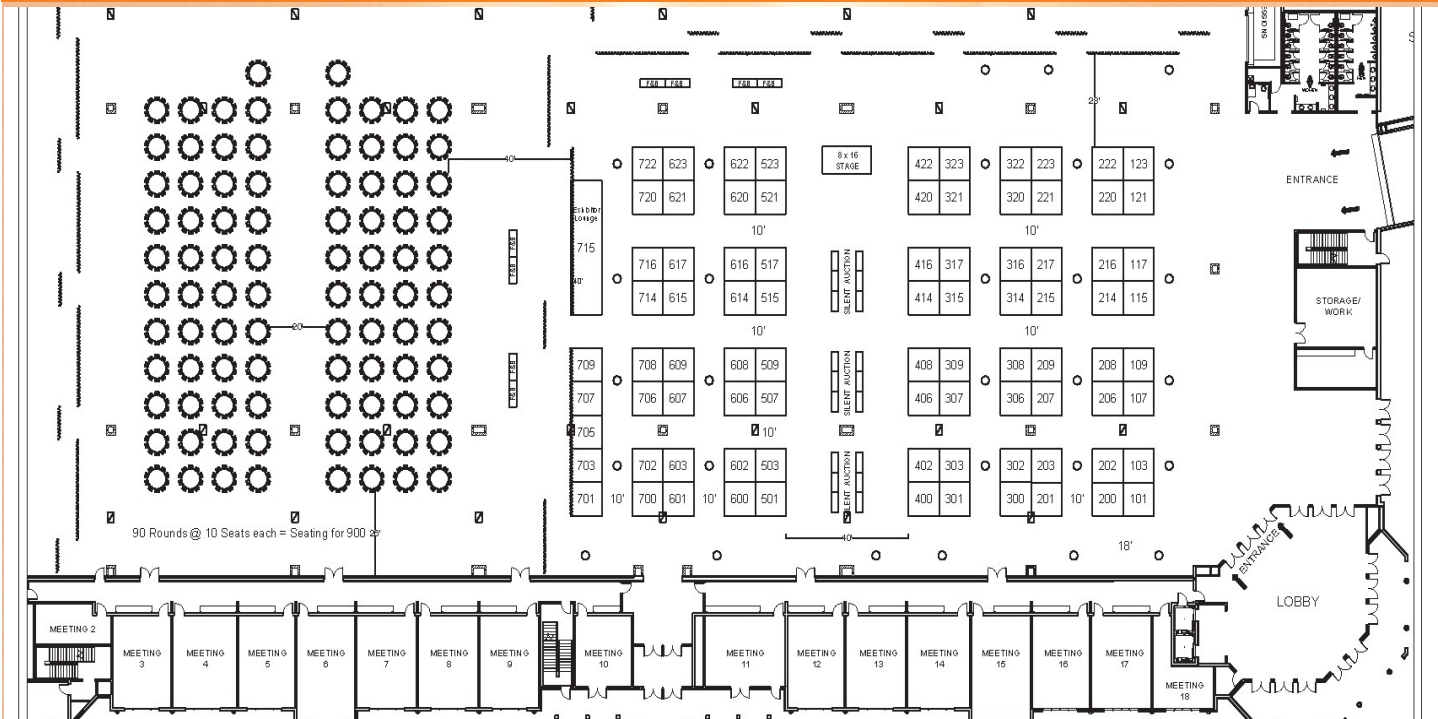 SSION
S
F&B F&B F&B F&B
WOMEN
23'
40'
8 x 16
STAGE
722 623 622 523 422 323 322 223 222 123
720 621 620 521 420 321 320 221 220 121
ENTRANCE
Exhibitor
Lounge
715
40'
10' 10'
F&B F&B
716 617 616 517 416 317 316 217 216 117
714 615 614 515 414 315 314 215 214 115
SILENT AUCTION
STORAGE/
WORK
20'
10' 10'
F&B F&B
709 708 609 608 509 408 309 308 209 208 109
707 706 607 606 507 406 307 306 207 206 107
SILENT AUCTION
705
10'
703 702 603 602 503 402 303 302 203 202 103
701 10' 700 601 10' 600 501 400 301 300 201 10' 200 101
SILENT AUCTION
90 Rounds @ 10 Seats each = Seating for 900
40'
18'
ENTRANCE
LOBBY
MEETING 2
MEETING
3
MEETING
4
MEETING
5
MEETING
6
MEETING
7
MEETING
8
MEETING
9
MEETING
10
MEETING
11
MEETING
12
MEETING
13
MEETING
14
MEETING
15
MEETING
16
MEETING
17
MEETING
18